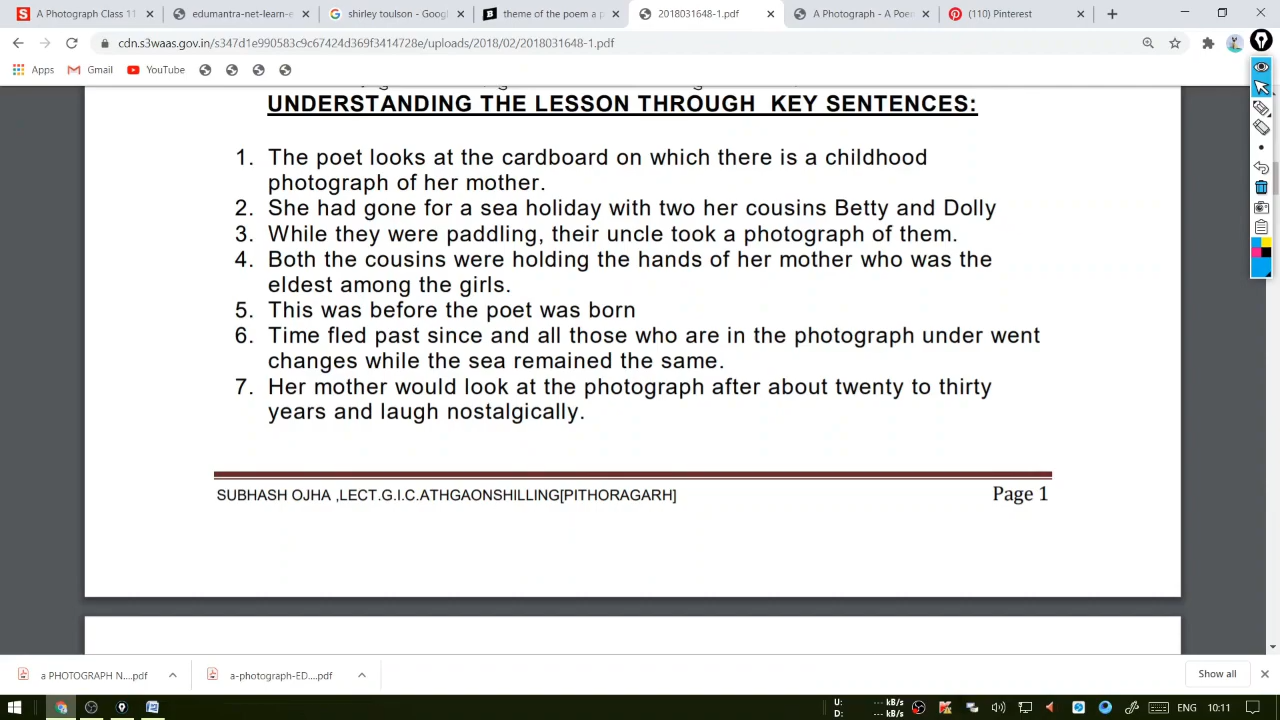 A Photograph Class 11
edumantra-net-learn-e
shirley toulson - Goog
theme of the poem a p
2018031648-1.pdf
A Photograph - A Poem
(110) Pinterest
cdn.s3waas.gov.in/s347d1e990583c9c67424d369f3414728e/uploads/2018/02/2018031648-1.pdf
Apps Gmail YouTube
UNDERSTANDING THE LESSON THROUGH KEY SENTENCES:
1. The poet looks at the cardboard on which there is a childhood
photograph of her mother.
2. She had gone for a sea holiday with two her cousins Betty and Dolly
3. While they were paddling, their uncle took a photograph of them.
4. Both the cousins were holding the hands of her mother who was the
eldest among the girls.
5. This was before the poet was born
6. Time fled past since and all those who are in the photograph under went
changes while the sea remained the same.
7. Her mother would look at the photograph after about twenty to thirty
years and laugh nostalgically.
SUBHASH OJHA ,LECT.G.I.C.ATHGAONSHILLING[PITHORAGARH] Page 1
a PHOTOGRAPH N....pdf
a-photograph-ED....pdf
Show all
U: --- kB/s
D: --- kB/s
ENG 10:11